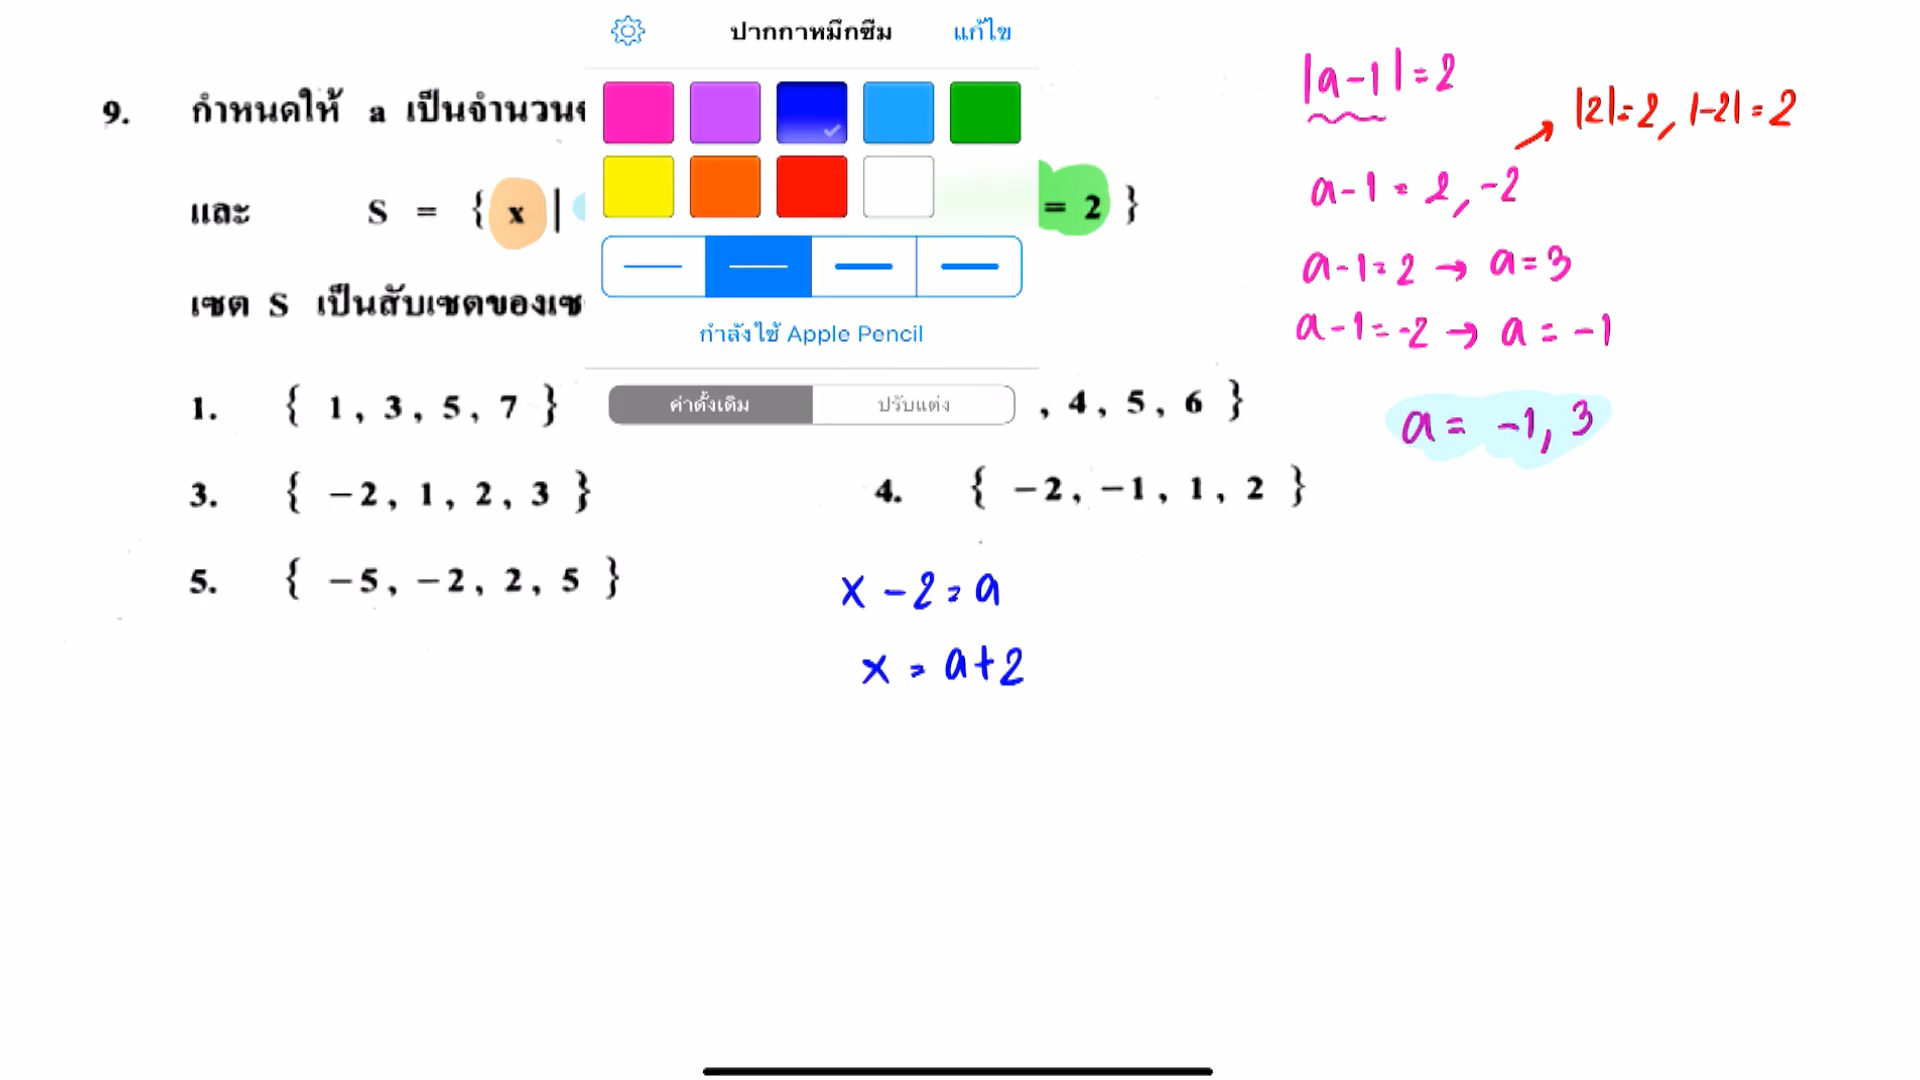 ปากกาหมึกซึม แก้ไข
9. กำหนดให้ a เป็นจำนวน
และ S = { x | = 2 }
เซต S เป็นสับเซตของเซ
กำลังใช้ Apple Pencil
ค่าตั้งเดิม ปรับแต่ง
1. { 1 , 3 , 5 , 7 }
, 4 , 5 , 6 }
3. { −2 , 1 , 2 , 3 }
4. { −2 , −1 , 1 , 2 }
5. { −5 , −2 , 2 , 5 }
x − 2 = a
x = a + 2
|a − 1| = 2
|2| = 2, |−2| = 2
a − 1 = 2, −2
a − 1 = 2 → a = 3
a − 1 = −2 → a = −1
a = −1, 3